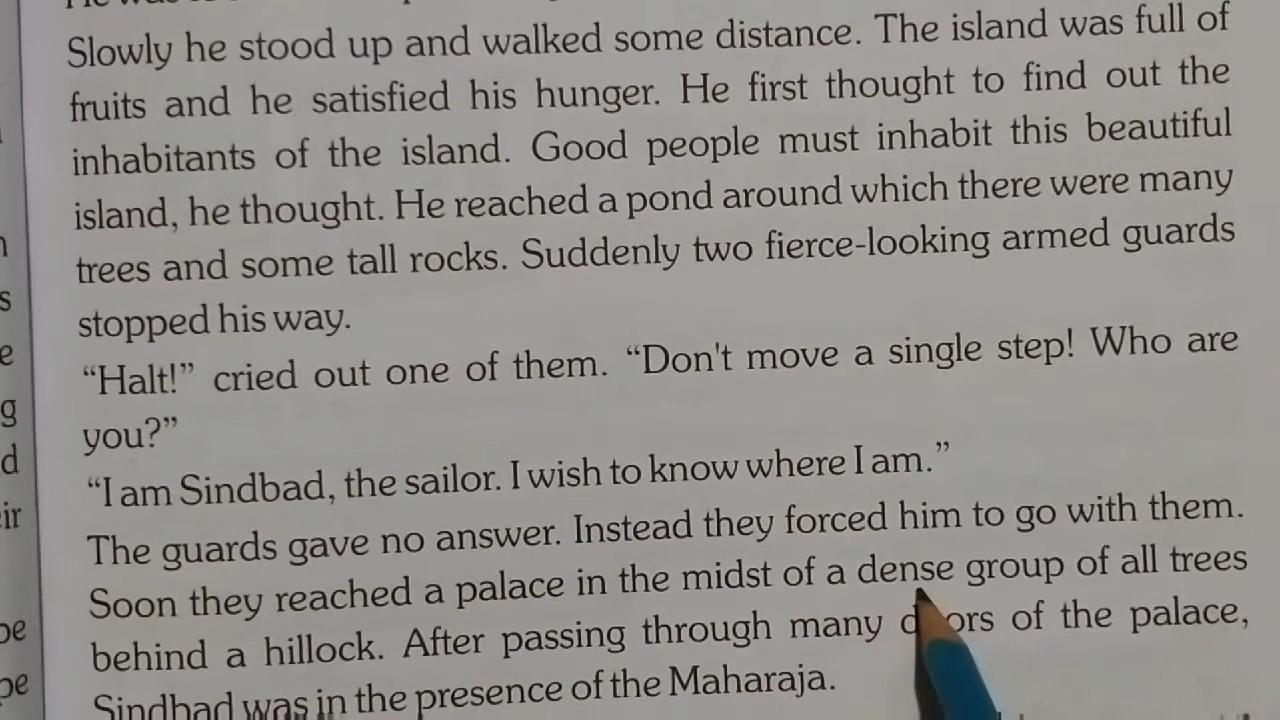 Slowly he stood up and walked some distance. The island was full of
fruits and he satisfied his hunger. He first thought to find out the
inhabitants of the island. Good people must inhabit this beautiful
island, he thought. He reached a pond around which there were many
trees and some tall rocks. Suddenly two fierce-looking armed guards
stopped his way.
“Halt!” cried out one of them. “Don't move a single step! Who are
you?”
“I am Sindbad, the sailor. I wish to know where I am.”
The guards gave no answer. Instead they forced him to go with them.
Soon they reached a palace in the midst of a dense group of all trees
behind a hillock. After passing through many doors of the palace,
Sindbad was in the presence of the Maharaja.